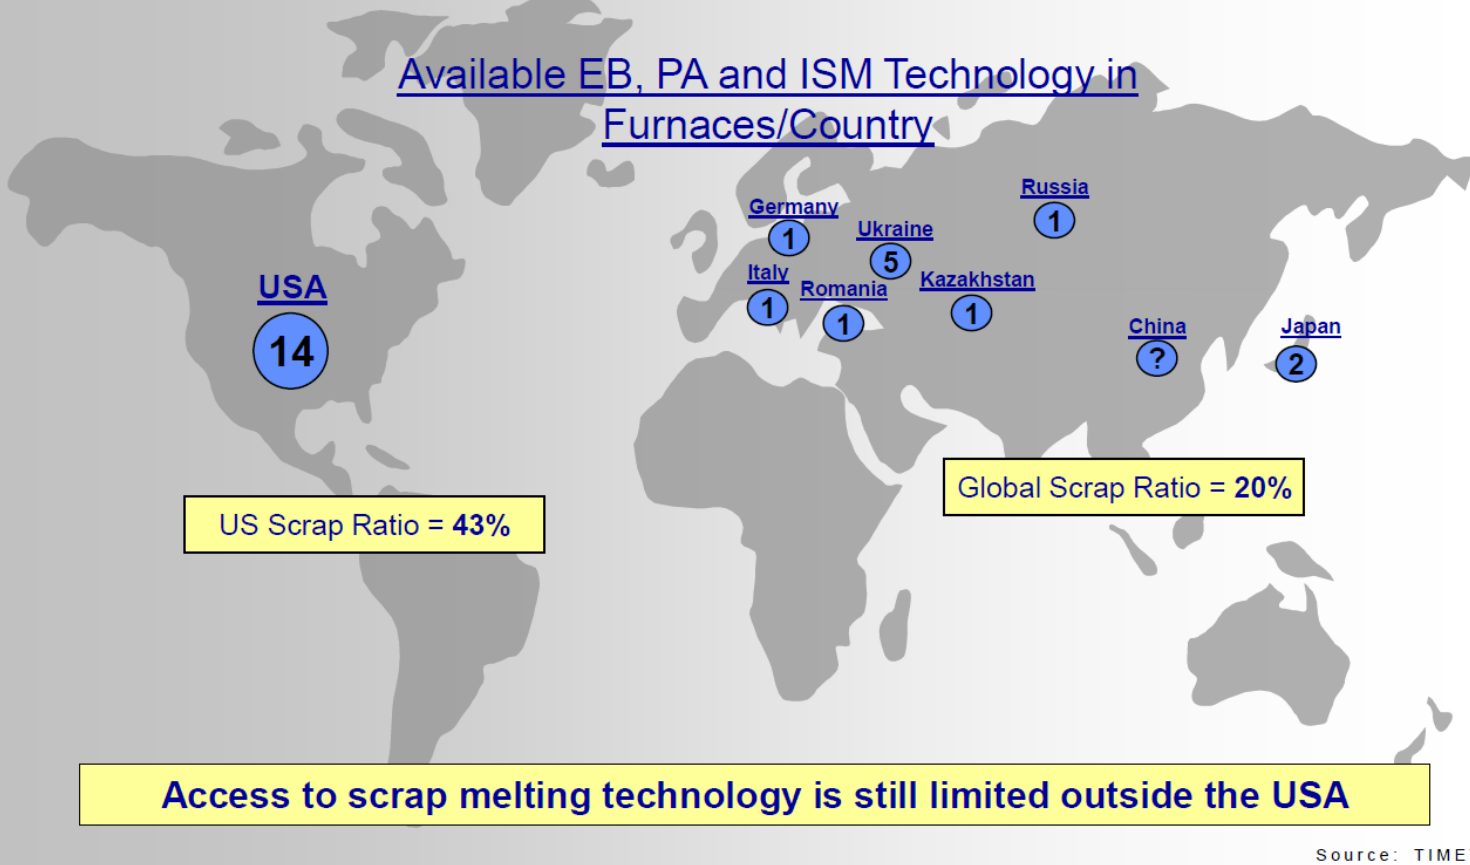 Available EB, PA and ISM Technology in
Furnaces/Country
Russia
1
Germany
1
Ukraine
5
USA
14
Italy
1
Romania
1
Kazakhstan
1
China
?
Japan
2
Global Scrap Ratio = 20%
US Scrap Ratio = 43%
Access to scrap melting technology is still limited outside the USA
Source: TIME